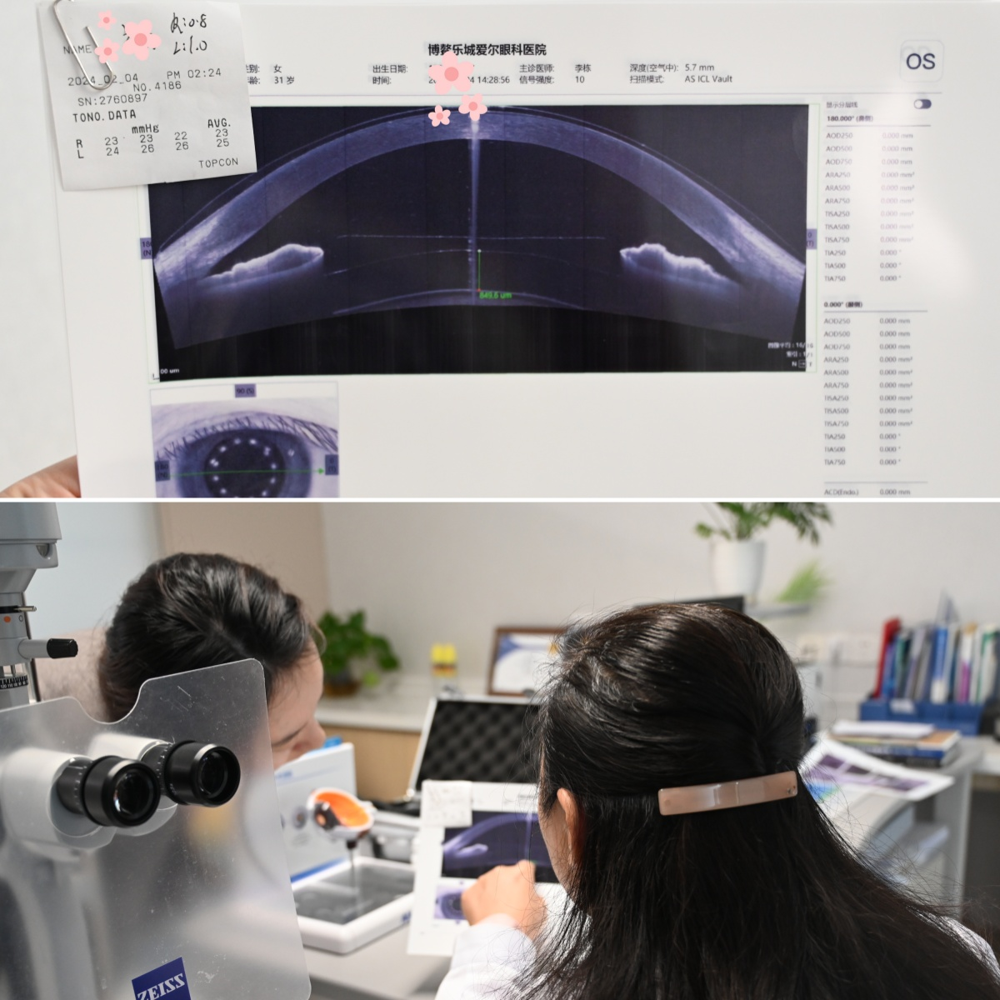 R:0.8
L:1.0
NAME
2024_02_04 PM 02:24
NO.4186
SN:2760897
TONO.DATA
mmHg AVG.
R 23 23 22 23
L 24 26 26 25
TOPCON
博鳌乐城爱尔眼科医院
性别: 女 出生日期: 主诊医师: 李栋 深度(空气中): 5.7 mm
年龄: 31 岁 时间: 14:28:56 信号强度: 10 扫描模式: AS ICL Vault
OS
649.6 um
00 um
N T
90 (S)
显示分辐线
180.000° (鼻侧)
AOD250 0.000 mm
AOD500 0.000 mm
AOD750 0.000 mm
ARA250 0.000 mm²
ARA500 0.000 mm²
ARA750 0.000 mm²
TISA250 0.000 mm²
TISA500 0.000 mm²
TISA750 0.000 mm²
TIA250 0.000 °
TIA500 0.000 °
TIA750 0.000 °
0.000° (颞侧)
AOD250 0.000 mm
AOD500 0.000 mm
AOD750 0.000 mm
ARA250 0.000 mm²
ARA500 0.000 mm²
ARA750 0.000 mm²
TISA250 0.000 mm²
TISA500 0.000 mm²
TISA750 0.000 mm²
TIA250 0.000 °
TIA500 0.000 °
TIA750 0.000 °
ACD(Endo.) 0.000 mm
ZEISS